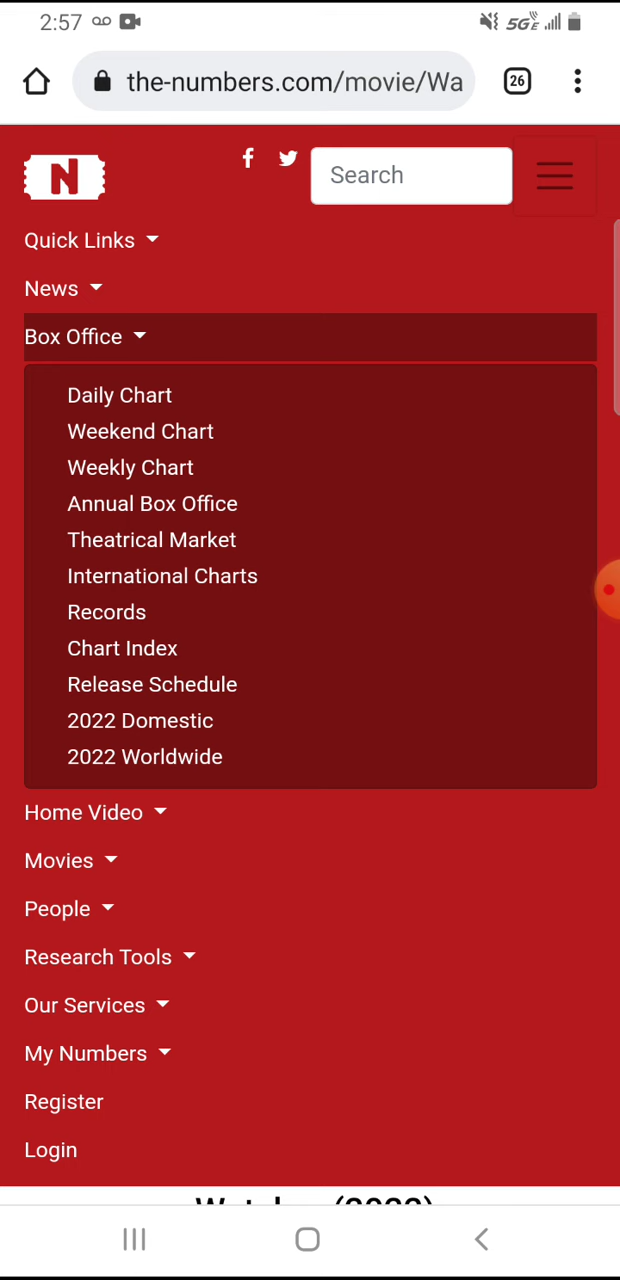 2:57
5GE
the-numbers.com/movie/Wa
26
N
Search
Quick Links
News
Box Office
Daily Chart
Weekend Chart
Weekly Chart
Annual Box Office
Theatrical Market
International Charts
Records
Chart Index
Release Schedule
2022 Domestic
2022 Worldwide
Home Video
Movies
People
Research Tools
Our Services
My Numbers
Register
Login